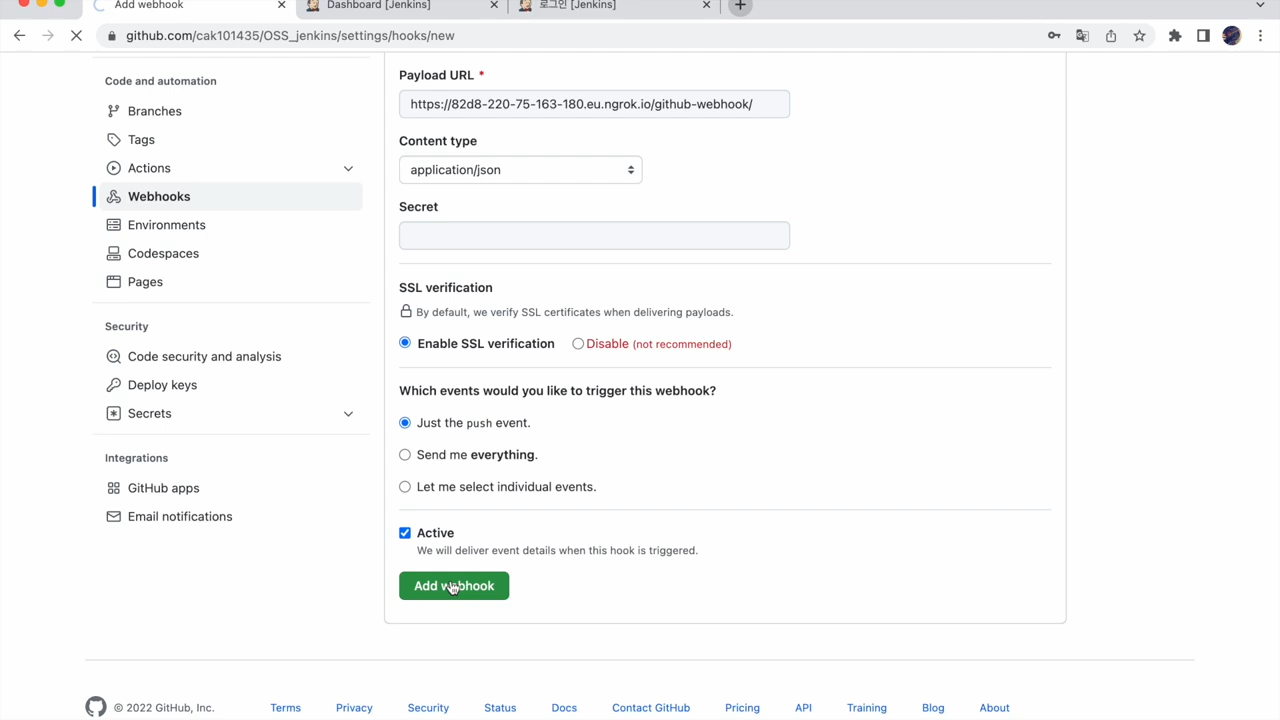 Add webhook
Dashboard [Jenkins]
로그인 [Jenkins]
github.com/cak101435/OSS_jenkins/settings/hooks/new
Code and automation
Branches
Tags
Actions
Webhooks
Environments
Codespaces
Pages
Security
Code security and analysis
Deploy keys
Secrets
Integrations
GitHub apps
Email notifications
Payload URL *
https://82d8-220-75-163-180.eu.ngrok.io/github-webhook/
Content type
application/json
Secret
SSL verification
By default, we verify SSL certificates when delivering payloads.
Enable SSL verification Disable (not recommended)
Which events would you like to trigger this webhook?
Just the push event.
Send me everything.
Let me select individual events.
Active
We will deliver event details when this hook is triggered.
Add webhook
© 2022 GitHub, Inc. Terms Privacy Security Status Docs Contact GitHub Pricing API Training Blog About